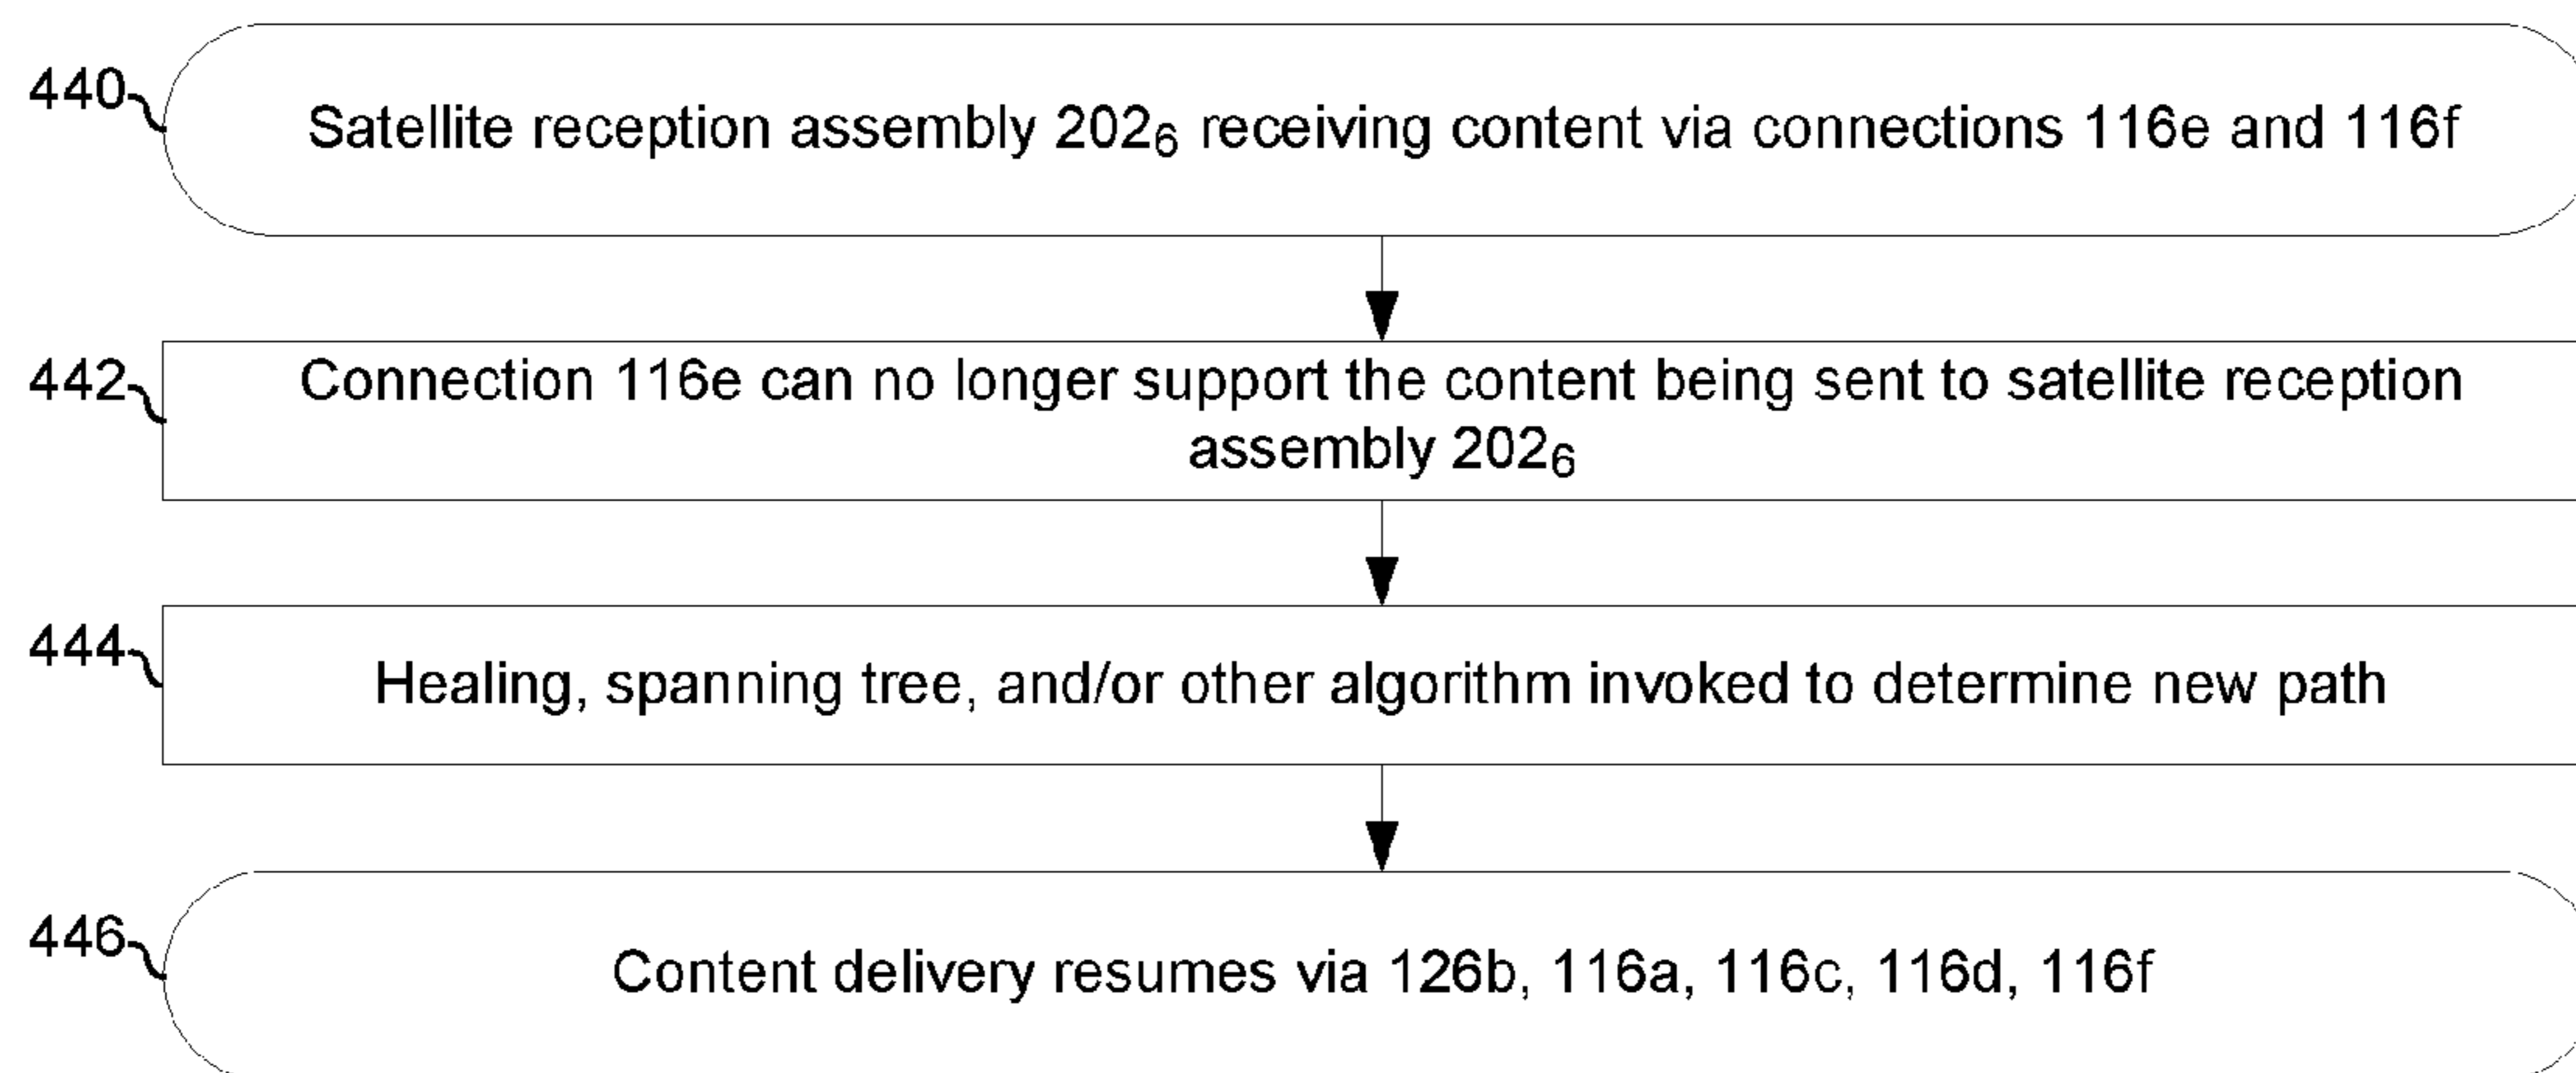 440
Satellite reception assembly 202₆ receiving content via connections 116e and 116f
442
Connection 116e can no longer support the content being sent to satellite reception
assembly 202₆
444
Healing, spanning tree, and/or other algorithm invoked to determine new path
446
Content delivery resumes via 126b, 116a, 116c, 116d, 116f